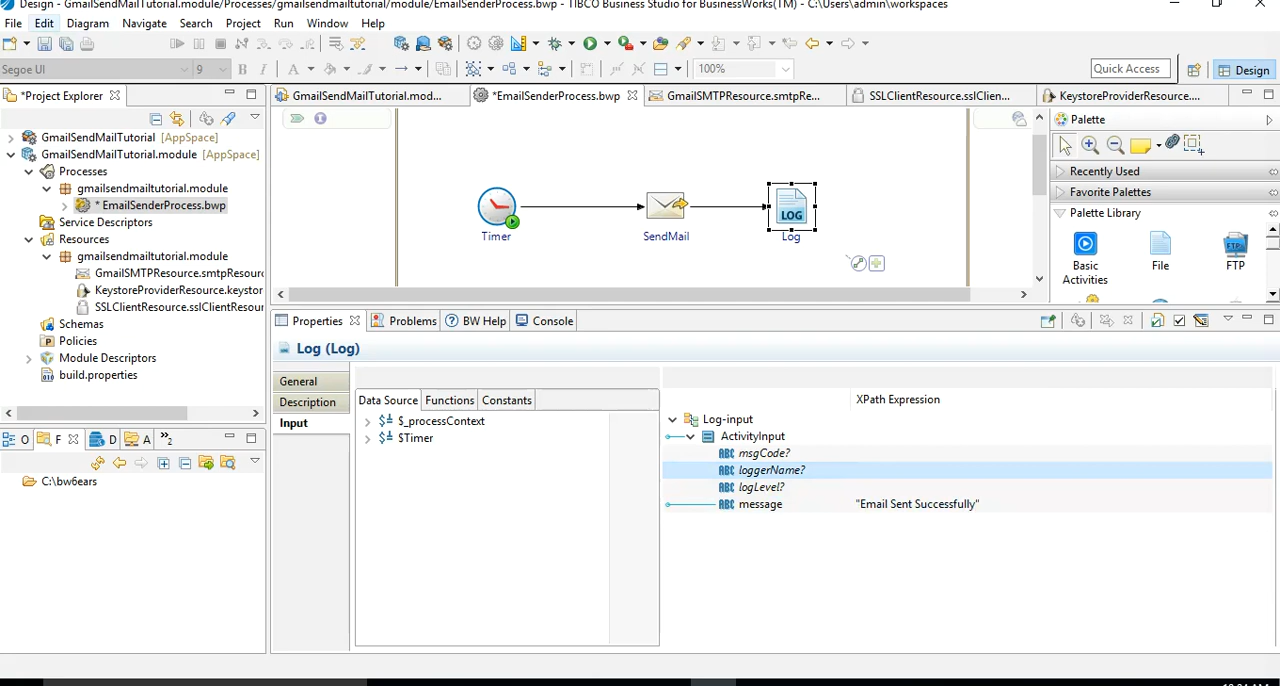 Design - GmailSendMailTutorial.module/Processes/gmailsendmailtutorial/module/EmailSenderProcess.bwp - TIBCO Business Studio for BusinessWorks(TM) - C:\Users\admin\workspaces
File Edit Diagram Navigate Search Project Run Window Help
Segoe UI 9 B I A 100% Quick Access Design
*Project Explorer
GmailSendMailTutorial [AppSpace]
GmailSendMailTutorial.module [AppSpace]
Processes
gmailsendmailtutorial.module
* EmailSenderProcess.bwp
Service Descriptors
Resources
gmailsendmailtutorial.module
GmailSMTPResource.smtpResour
KeystoreProviderResource.keystor
SSLClientResource.sslClientResour
Schemas
Policies
Module Descriptors
build.properties
O F D A »2
C:\bw6ears
GmailSendMailTutorial.mod... *EmailSenderProcess.bwp GmailSMTPResource.smtpRe... SSLClientResource.sslClien... KeystoreProviderResource....
LOG
Timer SendMail Log
Palette
Recently Used
Favorite Palettes
Palette Library
Basic Activities
File
FTP
Properties Problems BW Help Console
Log (Log)
General
Description
Input
Data Source Functions Constants
$_processContext
$Timer
XPath Expression
Log-input
ActivityInput
ABC msgCode?
ABC loggerName?
ABC logLevel?
ABC message "Email Sent Successfully"